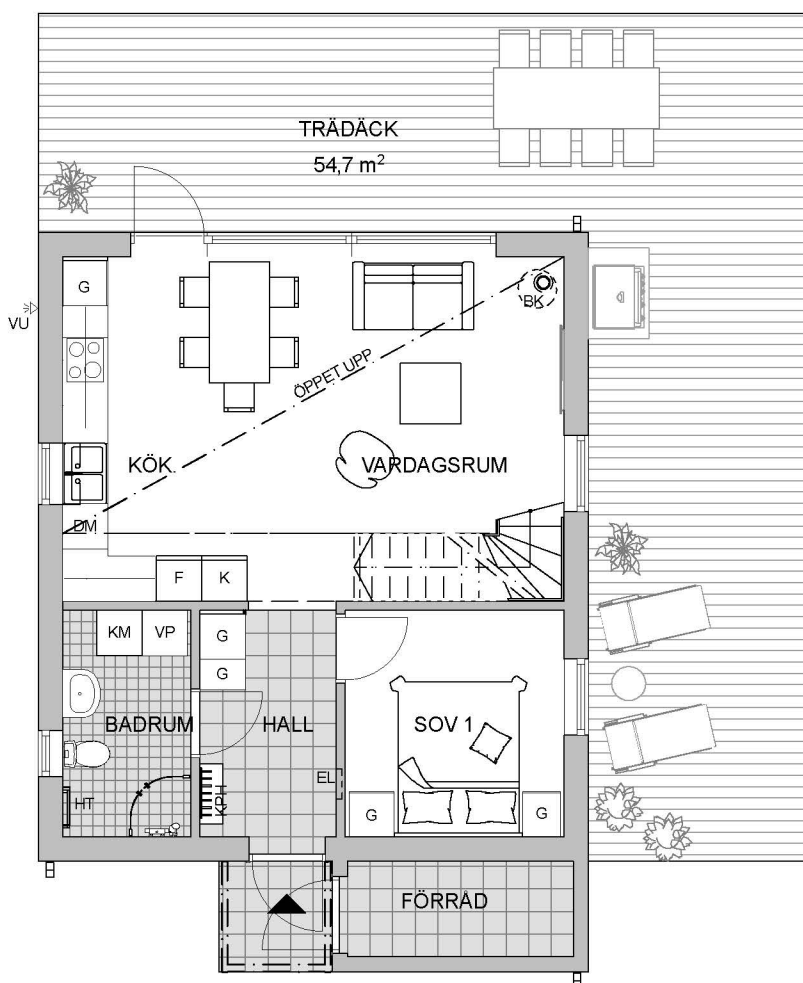 TRÄDÄCK
54,7 m²
G
BK
VU
ÖPPET UPP
KÖK
VARDAGSRUM
DM
F
K
KM
VP
G
G
BADRUM
HALL
SOV 1
EL
HT
KPH
G
G
FÖRRÅD